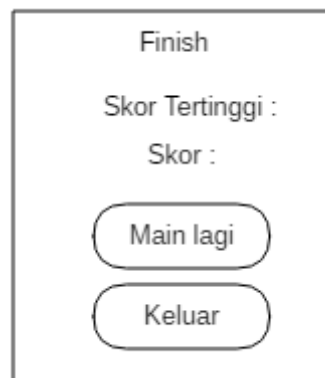 Finish
Skor Tertinggi :
Skor :
Main lagi
Keluar